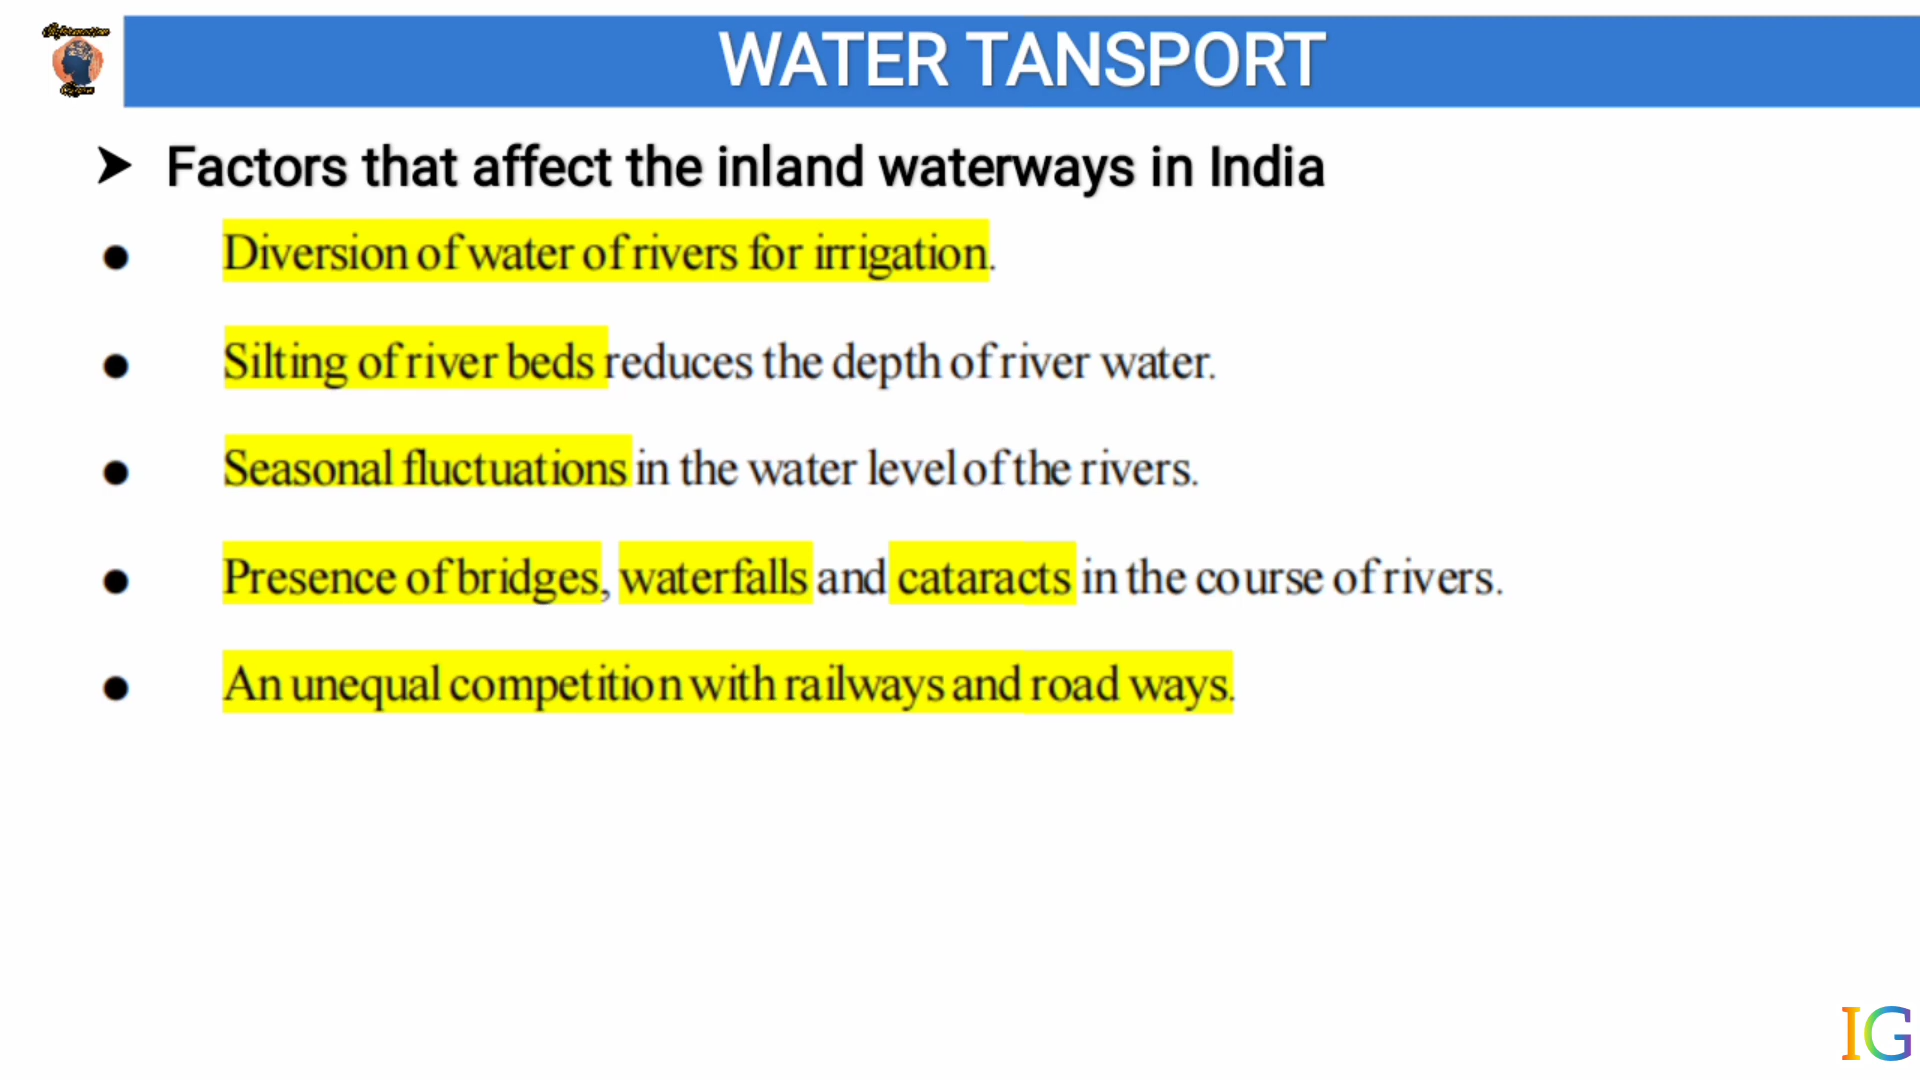 WATER TANSPORT
➤ Factors that affect the inland waterways in India
● Diversion of water of rivers for irrigation.
● Silting of river beds reduces the depth of river water.
● Seasonal fluctuations in the water level of the rivers.
● Presence of bridges, waterfalls and cataracts in the course of rivers.
● An unequal competition with railways and road ways.
IG